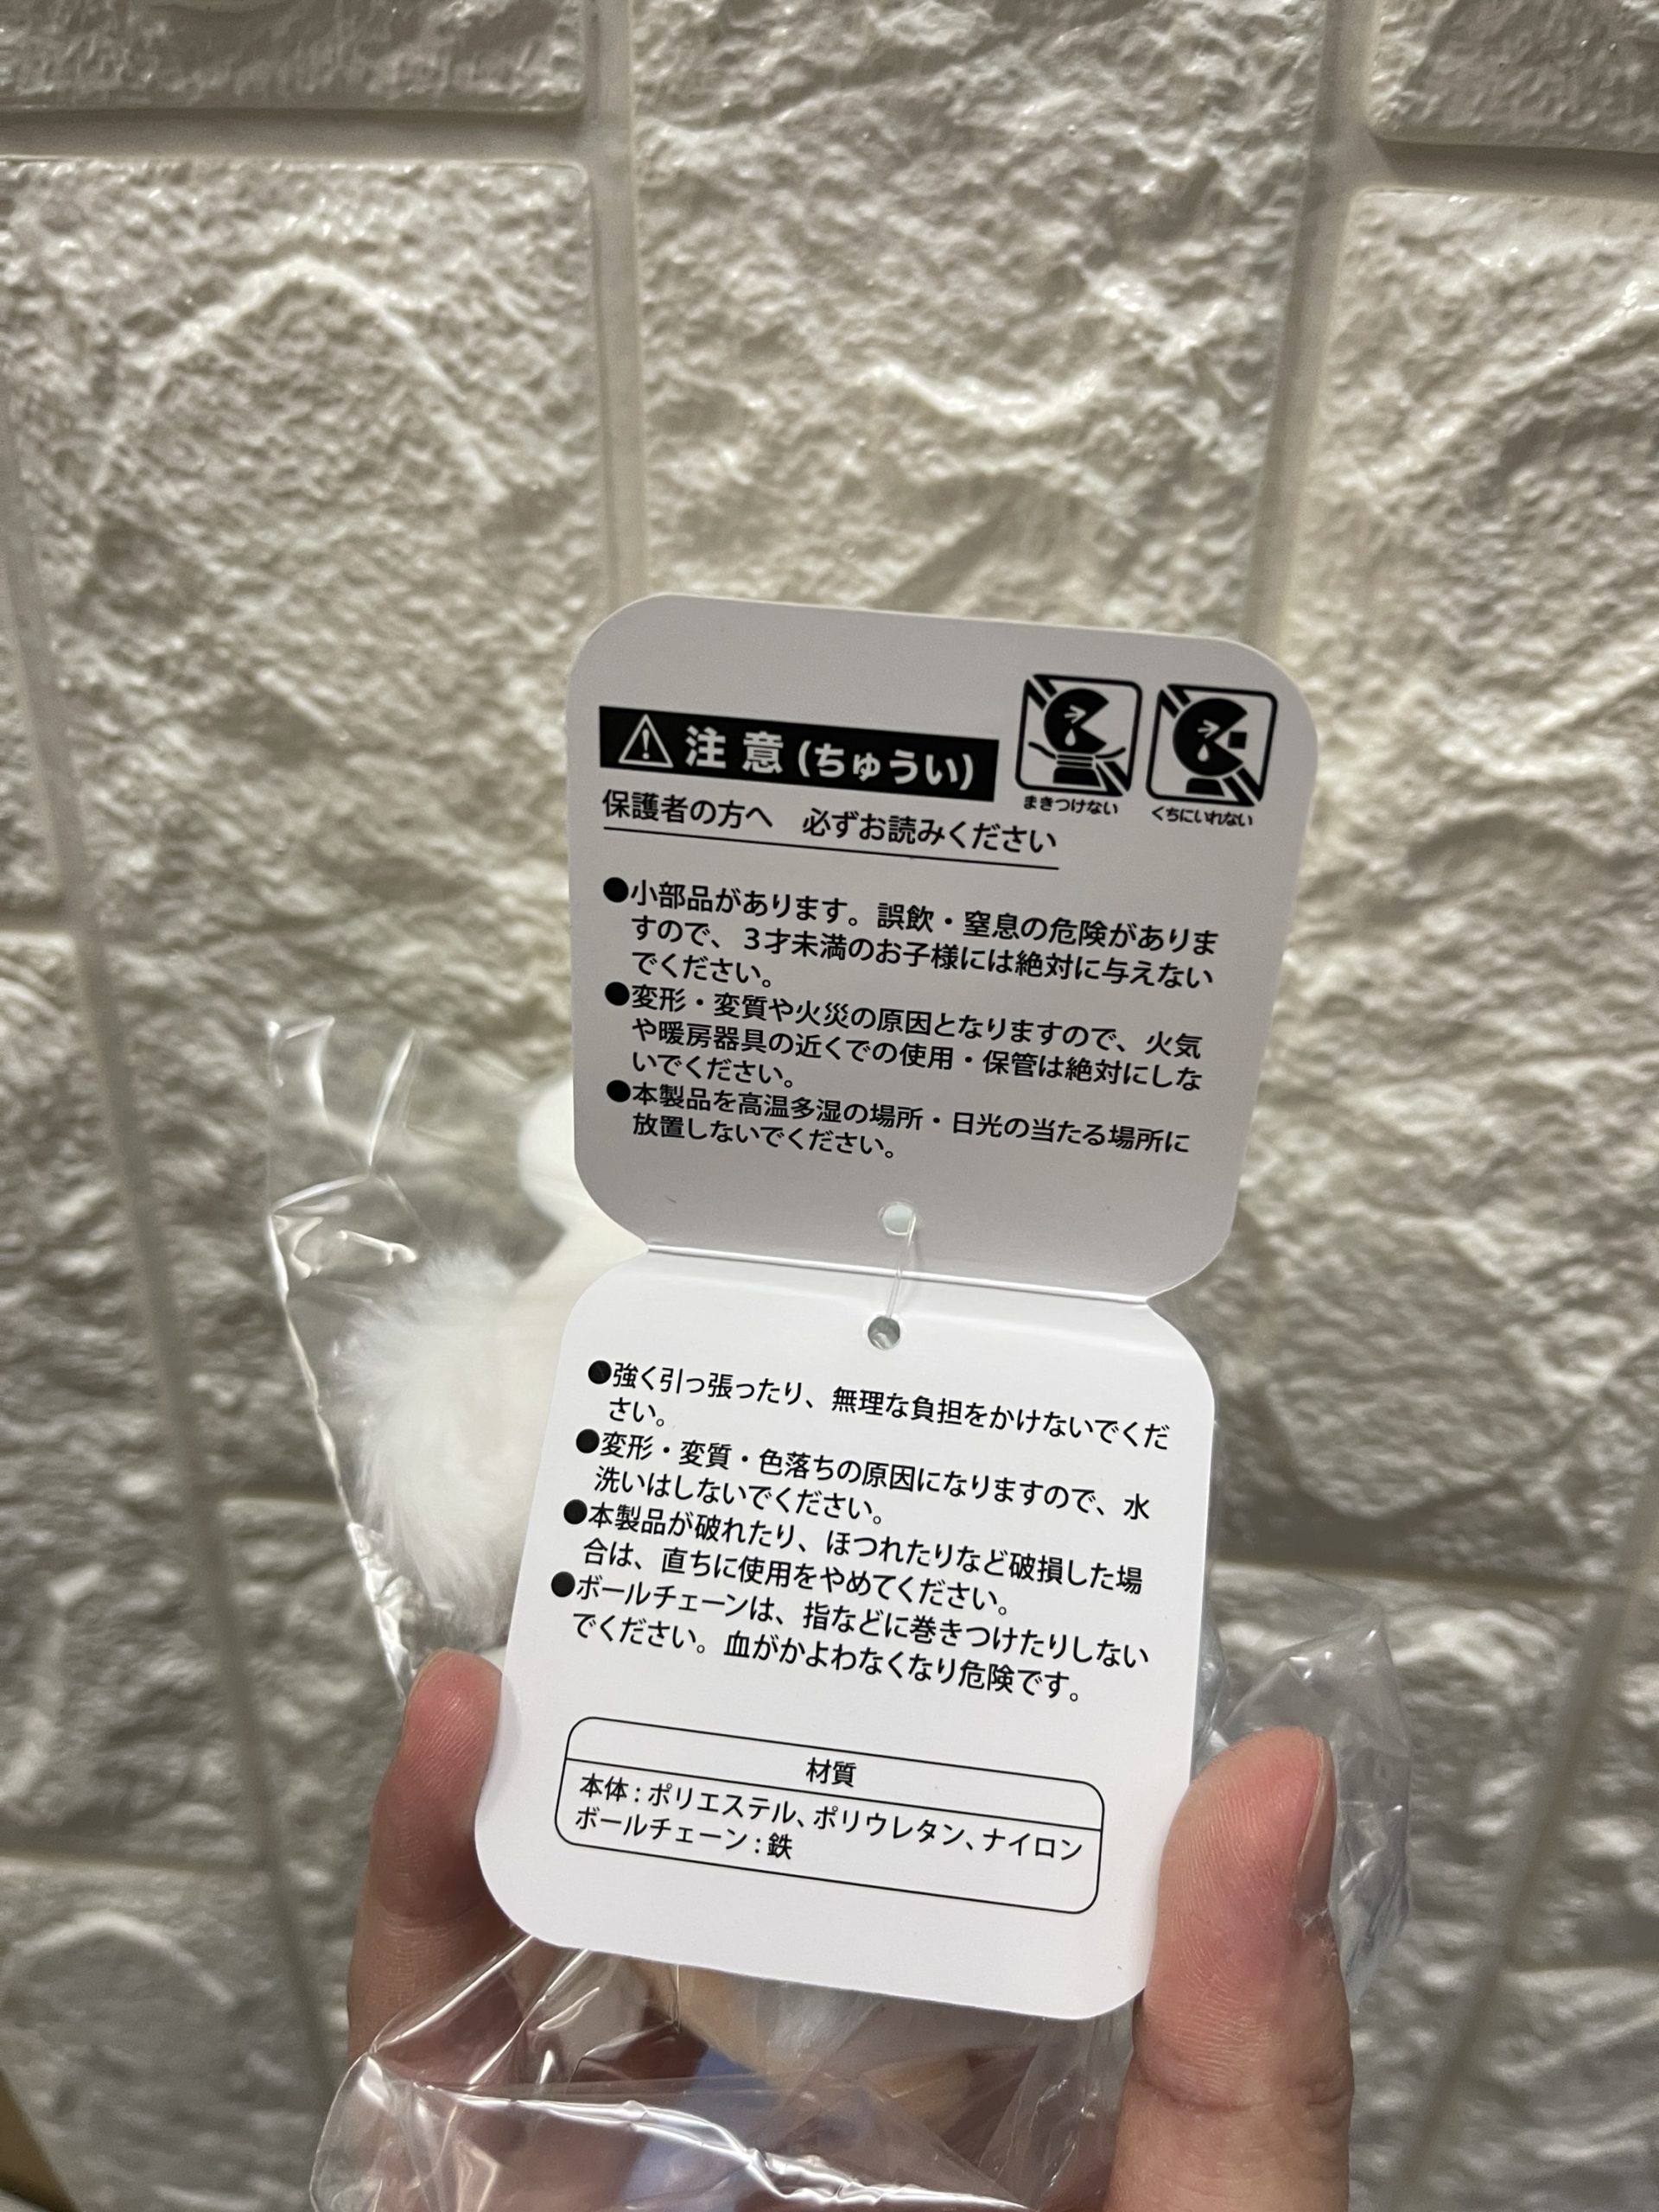 注意(ちゅうい)
まきつけない
くちにいれない
保護者の方へ　必ずお読みください
●小部品があります。誤飲・窒息の危険がありま
すので、3才未満のお子様には絶対に与えない
でください。
●変形・変質や火災の原因となりますので、火気
や暖房器具の近くでの使用・保管は絶対にしな
いでください。
●本製品を高温多湿の場所・日光の当たる場所に
放置しないでください。
●強く引っ張ったり、無理な負担をかけないでくだ
さい。
●変形・変質・色落ちの原因になりますので、水
洗いはしないでください。
●本製品が破れたり、ほつれたりなど破損した場
合は、直ちに使用をやめてください。
●ボールチェーンは、指などに巻きつけたりしない
でください。血がかよわなくなり危険です。
材質
本体:ポリエステル、ポリウレタン、ナイロン
ボールチェーン:鉄